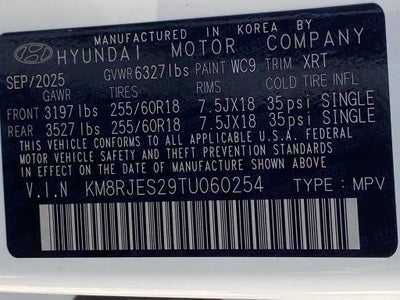 MANUFACTURED IN KOREA BY
HYUNDAI MOTOR COMPANY
SEP/2025 GVWR 6327lbs PAINT WC9 TRIM XRT
GAWR TIRES RIMS COLD TIRE INFL
FRONT 3197lbs 255/60R18 7.5JX18 35psi SINGLE
REAR 3527lbs 255/60R18 7.5JX18 35psi SINGLE
THIS VEHICLE CONFORMS TO ALL APPLICABLE U.S.A. FEDERAL
MOTOR VEHICLE SAFETY AND THEFT PREVENTION STANDARDS
IN EFFECT ON THE DATE OF MANUFACTURE SHOWN ABOVE.
V.I.N KM8RJES29TU060254 TYPE : MPV